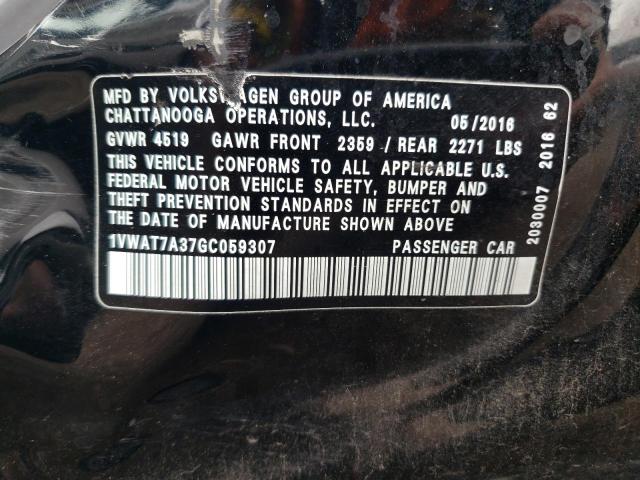 MFD BY VOLKSWAGEN GROUP OF AMERICA
CHATTANOOGA OPERATIONS, LLC. 05/2016
GVWR 4519 GAWR FRONT 2359 / REAR 2271 LBS
THIS VEHICLE CONFORMS TO ALL APPLICABLE U.S.
FEDERAL MOTOR VEHICLE SAFETY, BUMPER AND
THEFT PREVENTION STANDARDS IN EFFECT ON
THE DATE OF MANUFACTURE SHOWN ABOVE
1VWAT7A37GC059307 PASSENGER CAR
2030007 2016 62